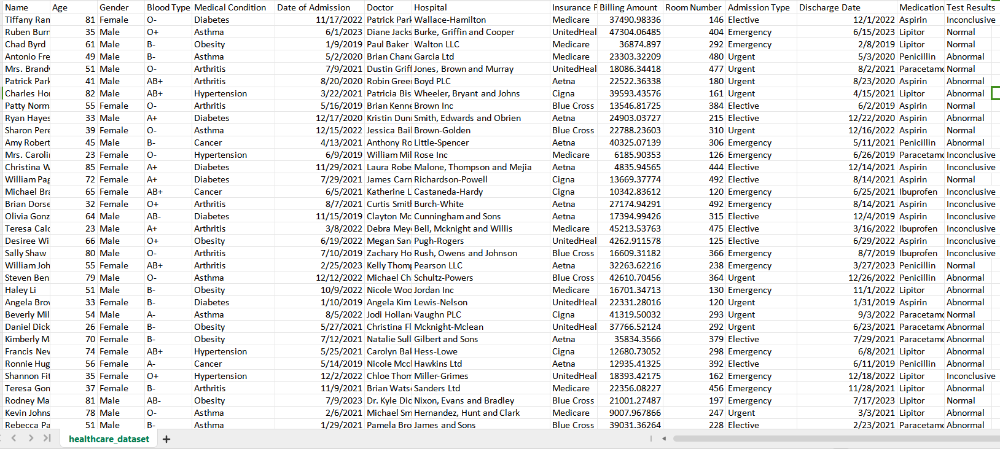 Name Age Gender Blood Type Medical Condition Date of Admission Doctor Hospital Insurance P Billing Amount Room Number Admission Type Discharge Date Medication Test Results
Tiffany Ran 81 Female O- Diabetes 11/17/2022 Patrick Park Wallace-Hamilton Medicare 37490.98336 146 Elective 12/1/2022 Aspirin Inconclusive
Ruben Burn 35 Male O+ Asthma 6/1/2023 Diane Jacks Burke, Griffin and Cooper UnitedHeal 47304.06485 404 Emergency 6/15/2023 Lipitor Normal
Chad Byrd 61 Male B- Obesity 1/9/2019 Paul Baker Walton LLC Medicare 36874.897 292 Emergency 2/8/2019 Lipitor Normal
Antonio Fre 49 Male B- Asthma 5/2/2020 Brian Chanc Garcia Ltd Medicare 23303.32209 480 Urgent 5/3/2020 Penicillin Abnormal
Mrs. Brandy 51 Male O- Arthritis 7/9/2021 Dustin Griff Jones, Brown and Murray UnitedHeal 18086.34418 477 Urgent 8/2/2021 Paracetamo Normal
Patrick Park 41 Male AB+ Arthritis 8/20/2020 Robin Green Boyd PLC Aetna 22522.36338 180 Urgent 8/23/2020 Aspirin Abnormal
Charles Hor 82 Male AB+ Hypertension 3/22/2021 Patricia Bis Wheeler, Bryant and Johns Cigna 39593.43576 161 Urgent 4/15/2021 Lipitor Abnormal
Patty Norma 55 Female O- Arthritis 5/16/2019 Brian Kenne Brown Inc Blue Cross 13546.81725 384 Elective 6/2/2019 Aspirin Normal
Ryan Hayes 33 Male A+ Diabetes 12/17/2020 Kristin Dunn Smith, Edwards and Obrien Aetna 24903.03727 215 Elective 12/22/2020 Aspirin Abnormal
Sharon Pere 39 Female O- Asthma 12/15/2022 Jessica Bail Brown-Golden Blue Cross 22788.23603 310 Urgent 12/16/2022 Aspirin Normal
Amy Robert 45 Male B- Cancer 4/13/2021 Anthony Ro Little-Spencer Aetna 40325.07139 306 Emergency 5/11/2021 Penicillin Abnormal
Mrs. Carolin 23 Female O- Hypertension 6/9/2019 William Mil Rose Inc Medicare 6185.90353 126 Emergency 6/26/2019 Paracetamo Inconclusive
Christina W 85 Female A+ Diabetes 11/29/2021 Laura Robe Malone, Thompson and Mejia Aetna 4835.94565 444 Elective 12/14/2021 Aspirin Inconclusive
William Pag 72 Female A+ Diabetes 7/29/2021 James Carn Richardson-Powell Cigna 13669.37774 492 Elective 8/14/2021 Aspirin Normal
Michael Bra 65 Female AB+ Cancer 6/5/2021 Katherine L Castaneda-Hardy Cigna 10342.83612 120 Emergency 6/25/2021 Ibuprofen Inconclusive
Brian Dorse 32 Female O+ Arthritis 8/7/2021 Curtis Smith Burch-White Aetna 27174.94291 492 Emergency 8/14/2021 Aspirin Inconclusive
Olivia Gonz 64 Male AB- Diabetes 11/15/2019 Clayton Mc Cunningham and Sons Aetna 17394.99426 315 Elective 12/4/2019 Aspirin Inconclusive
Teresa Calc 23 Male A+ Arthritis 3/8/2022 Debra Meye Bell, Mcknight and Willis Medicare 45213.53763 475 Elective 3/16/2022 Ibuprofen Inconclusive
Desiree Wi 66 Male O+ Obesity 6/19/2022 Megan San Pugh-Rogers UnitedHeal 4262.911578 125 Elective 6/29/2022 Aspirin Inconclusive
Sally Shaw 80 Male O- Arthritis 7/10/2019 Zachary Ho Rush, Owens and Johnson Blue Cross 16609.31182 366 Emergency 8/7/2019 Ibuprofen Inconclusive
William Joh 55 Female AB+ Arthritis 2/25/2023 Kelly Thomp Pearson LLC Aetna 32263.62216 238 Emergency 3/27/2023 Penicillin Normal
Steven Ben 79 Male O- Asthma 12/12/2022 Michael Ch Schultz-Powers Blue Cross 42610.70456 364 Urgent 12/26/2022 Penicillin Abnormal
Haley Li 51 Male B- Obesity 10/9/2022 Nicole Woo Jordan Inc Medicare 16701.34713 130 Emergency 11/1/2022 Lipitor Abnormal
Angela Brow 33 Female B- Diabetes 1/10/2019 Angela Kim Lewis-Nelson UnitedHeal 22331.28016 120 Urgent 1/31/2019 Aspirin Abnormal
Beverly Mil 54 Male A- Asthma 8/5/2022 Jodi Hollan Vaughn PLC Cigna 41319.50032 293 Urgent 9/3/2022 Paracetamo Normal
Daniel Dick 26 Female B- Obesity 5/27/2021 Christina Fl Mcknight-Mclean UnitedHeal 37766.52124 292 Urgent 6/23/2021 Paracetamo Abnormal
Kimberly M 70 Female B- Obesity 7/12/2021 Natalie Sull Gilbert and Sons Aetna 35834.3566 379 Elective 7/29/2021 Paracetamo Abnormal
Francis New 74 Female AB+ Hypertension 5/25/2021 Carolyn Bal Hess-Lowe Cigna 12680.73052 298 Emergency 6/8/2021 Lipitor Abnormal
Ronnie Hug 56 Female A- Cancer 5/14/2019 Nicole Mccl Hawkins Ltd Aetna 12935.41325 392 Elective 6/11/2019 Penicillin Abnormal
Shannon Fit 35 Female O+ Hypertension 12/2/2022 Chloe Thom Miller-Grimes UnitedHeal 18393.42175 162 Emergency 12/18/2022 Lipitor Inconclusive
Teresa Gon 37 Female B- Arthritis 11/9/2021 Brian Wats Sanders Ltd Medicare 22356.08227 456 Emergency 11/28/2021 Lipitor Abnormal
Rodney Ma 81 Male AB- Obesity 7/9/2023 Dr. Kyle Dic Nixon, Evans and Bradley Blue Cross 21001.27487 197 Emergency 7/17/2023 Lipitor Normal
Kevin Johns 78 Male O- Asthma 2/6/2021 Michael Sm Hernandez, Hunt and Clark Medicare 9007.967866 247 Urgent 3/3/2021 Lipitor Abnormal
Rebecca Pa 51 Male B- Asthma 1/29/2021 Pamela Bro James and Sons Blue Cross 39031.36264 228 Elective 2/23/2021 Paracetamo Abnormal
healthcare_dataset